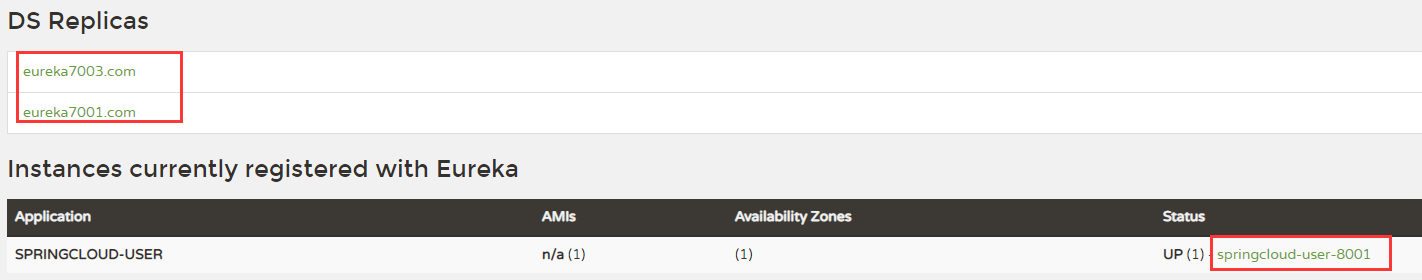 DS Replicas
eureka7003.com
eureka7001.com
Instances currently registered with Eureka
Application AMIs Availability Zones Status
SPRINGCLOUD-USER n/a (1) (1) UP (1) - springcloud-user-8001